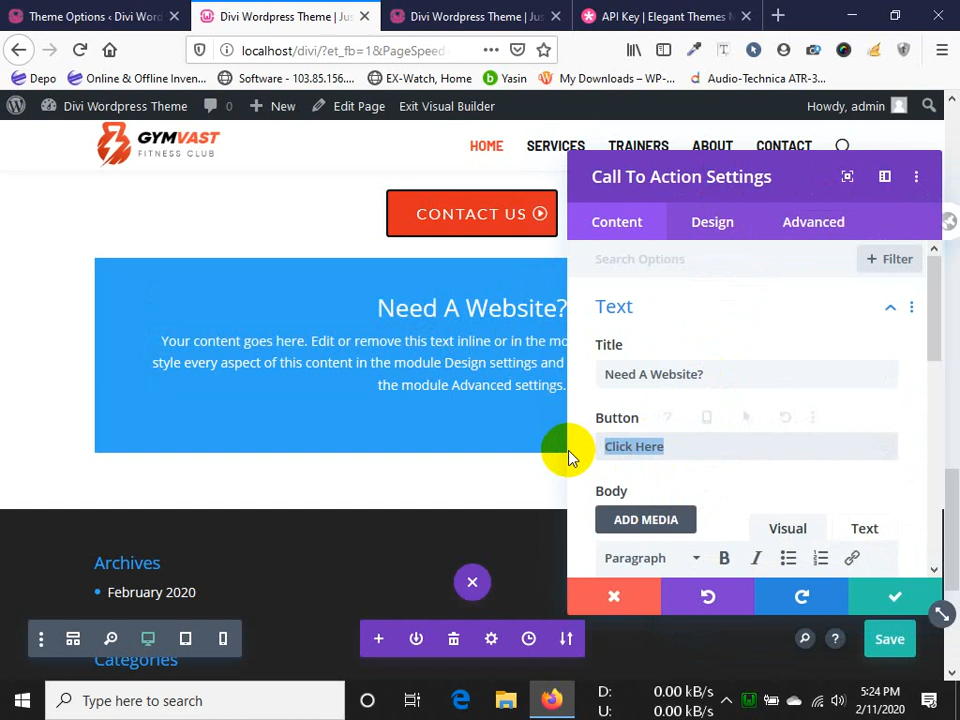 Theme Options ‹ Divi Word
Divi Wordpress Theme | Jus
Divi Wordpress Theme | Jus
API Key | Elegant Themes M
localhost/divi/?et_fb=1&PageSpeed
Depo
Online & Offline Inven...
Software - 103.85.156....
EX-Watch, Home
Yasin
My Downloads – WP-...
Audio-Technica ATR-3...
Divi Wordpress Theme
0
New
Edit Page
Exit Visual Builder
Howdy, admin
GYMVAST
FITNESS CLUB
HOME
SERVICES
TRAINERS
ABOUT
CONTACT
CONTACT US
Need A Website?
Your content goes here. Edit or remove this text inline or in the mo
style every aspect of this content in the module Design settings and
the module Advanced settings.
Call To Action Settings
Content
Design
Advanced
Search Options
+ Filter
Text
Title
Need A Website?
Button
Click Here
Body
ADD MEDIA
Visual
Text
Paragraph
B
I
Archives
February 2020
Categories
Save
Type here to search
D: 0.00 kB/s
U: 0.00 kB/s
5:24 PM
2/11/2020